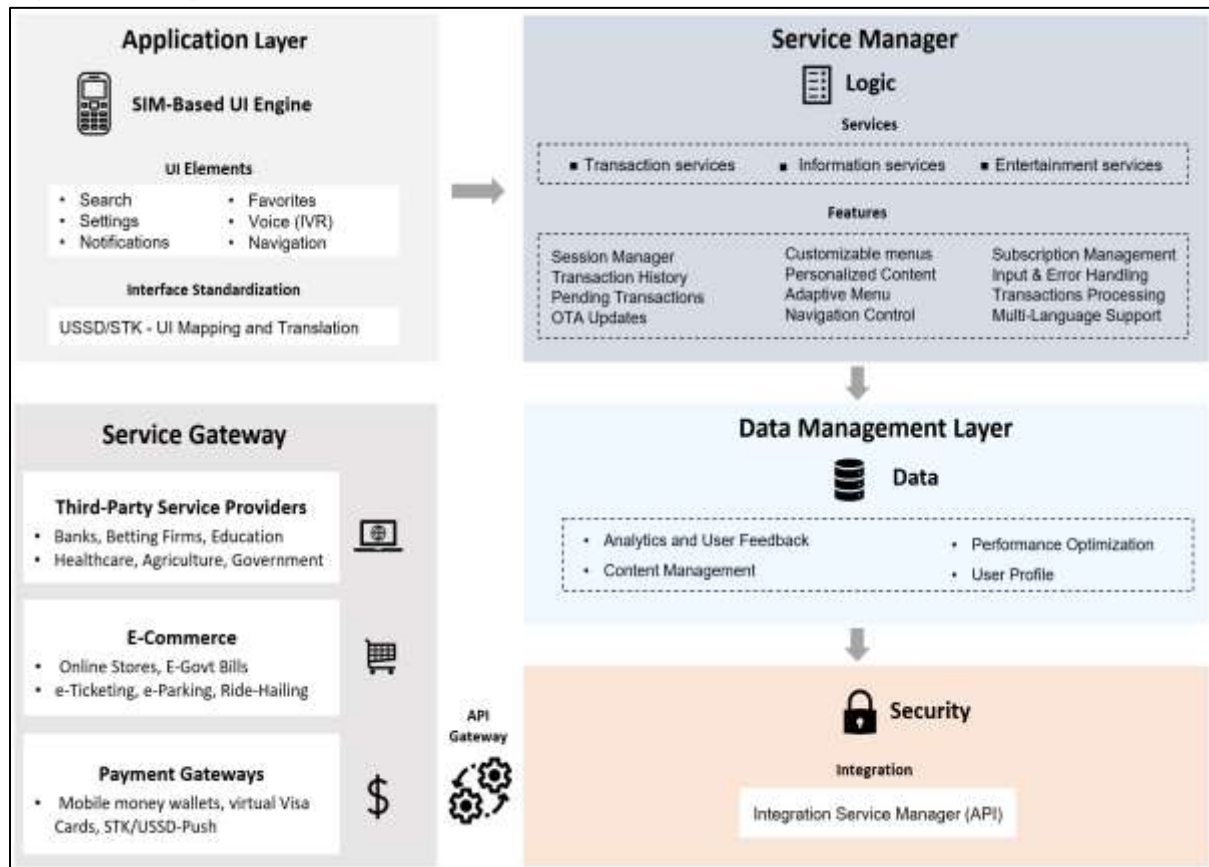 Application Layer
SIM-Based UI Engine
UI Elements
• Search
• Settings
• Notifications
• Favorites
• Voice (IVR)
• Navigation
Interface Standardization
USSD/STK - UI Mapping and Translation
Service Manager
Logic
Services
▪ Transaction services
▪ Information services
▪ Entertainment services
Features
Session Manager
Transaction History
Pending Transactions
OTA Updates
Customizable menus
Personalized Content
Adaptive Menu
Navigation Control
Subscription Management
Input & Error Handling
Transactions Processing
Multi-Language Support
Service Gateway
Third-Party Service Providers
• Banks, Betting Firms, Education
• Healthcare, Agriculture, Government
E-Commerce
• Online Stores, E-Govt Bills
• e-Ticketing, e-Parking, Ride-Hailing
Payment Gateways
• Mobile money wallets, virtual Visa
Cards, STK/USSD-Push
$
API
Gateway
Data Management Layer
Data
• Analytics and User Feedback
• Content Management
• Performance Optimization
• User Profile
Security
Integration
Integration Service Manager (API)